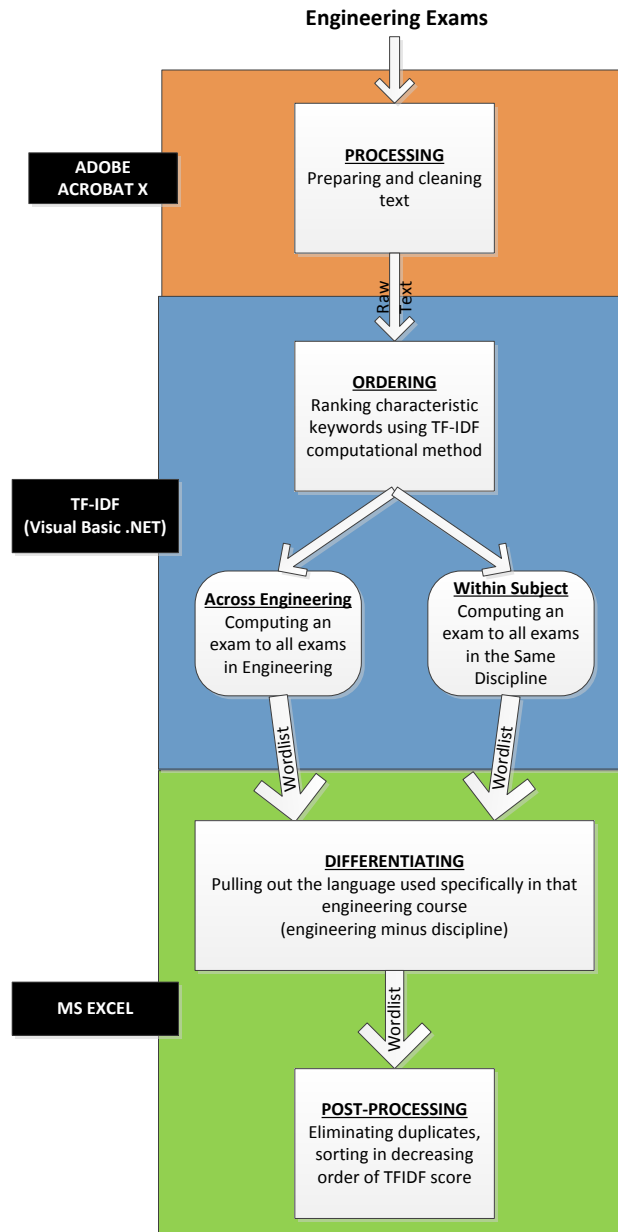 Engineering Exams
ADOBE
ACROBAT X
PROCESSING
Preparing and cleaning
text
Raw Text
ORDERING
Ranking characteristic
keywords using TF-IDF
computational method
TF-IDF
(Visual Basic .NET)
Across Engineering
Computing an
exam to all exams
in Engineering
Within Subject
Computing an
exam to all exams
in the Same
Discipline
Wordlist
Wordlist
DIFFERENTIATING
Pulling out the language used specifically in that
engineering course
(engineering minus discipline)
MS EXCEL
Wordlist
POST-PROCESSING
Eliminating duplicates,
sorting in decreasing
order of TFIDF score